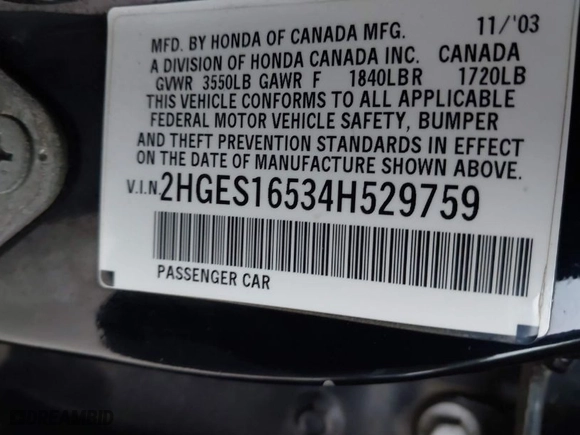 MFD. BY HONDA OF CANADA MFG. 11/'03
A DIVISION OF HONDA CANADA INC. CANADA
GVWR 3550LB GAWR F 1840LBR 1720LB
THIS VEHICLE CONFORMS TO ALL APPLICABLE
FEDERAL MOTOR VEHICLE SAFETY, BUMPER
AND THEFT PREVENTION STANDARDS IN EFFECT
ON THE DATE OF MANUFACTURE SHOWN ABOVE.
V.I.N. 2HGES16534H529759
PASSENGER CAR